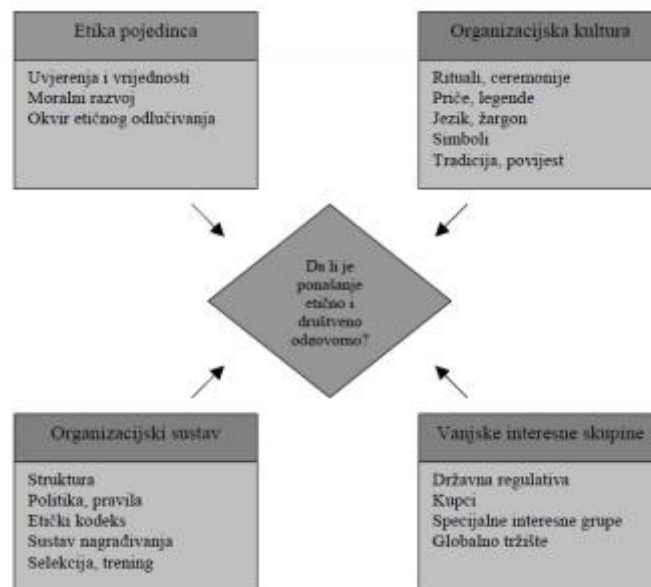 Etika pojedinca
Uvjerenja i vrijednosti
Moralni razvoj
Okvir etičnog odlučivanja
Organizacijska kultura
Rituali, ceremonije
Priče, legende
Jezik, žargon
Simboli
Tradicija, povijest
Da li je
ponašanje
etično i
društveno
odgovorno?
Organizacijski sustav
Struktura
Politika, pravila
Etički kodeks
Sustav nagrađivanja
Selekcija, trening
Vanjske interesne skupine
Državna regulativa
Kupci
Specijalne interesne grupe
Globalno tržište